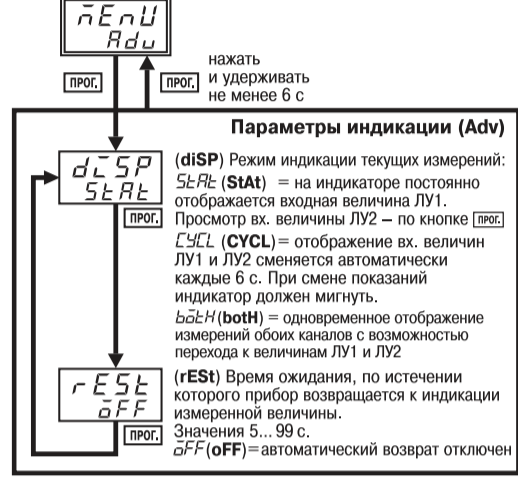 mEnU
Adv
ПРОГ.
ПРОГ.
нажать
и удерживать
не менее 6 с
Параметры индикации (Adv)
diSP
StAt
ПРОГ.
(diSP) Режим индикации текущих измерений:
StAt (StAt) = на индикаторе постоянно
отображается входная величина ЛУ1.
Просмотр вх. величины ЛУ2 – по кнопке ПРОГ.
CYCL (CYCL) = отображение вх. величин
ЛУ1 и ЛУ2 сменяется автоматически
каждые 6 с. При смене показаний
индикатор должен мигнуть.
botH (botH) = одновременное отображение
измерений обоих каналов с возможностью
перехода к величинам ЛУ1 и ЛУ2
rESt
oFF
ПРОГ.
(rESt) Время ожидания, по истечении
которого прибор возвращается к индикации
измеренной величины.
Значения 5... 99 с.
oFF (oFF)=автоматический возврат отключен